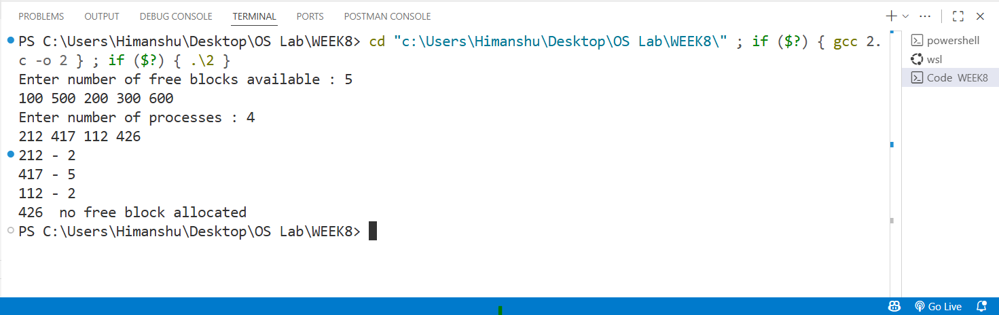 PROBLEMS OUTPUT DEBUG CONSOLE TERMINAL PORTS POSTMAN CONSOLE
PS C:\Users\Himanshu\Desktop\OS Lab\WEEK8> cd "c:\Users\Himanshu\Desktop\OS Lab\WEEK8\" ; if ($?) { gcc 2.
c -o 2 } ; if ($?) { .\2 }
Enter number of free blocks available : 5
100 500 200 300 600
Enter number of processes : 4
212 417 112 426
212 - 2
417 - 5
112 - 2
426  no free block allocated
PS C:\Users\Himanshu\Desktop\OS Lab\WEEK8>
powershell
wsl
Code WEEK8
Go Live